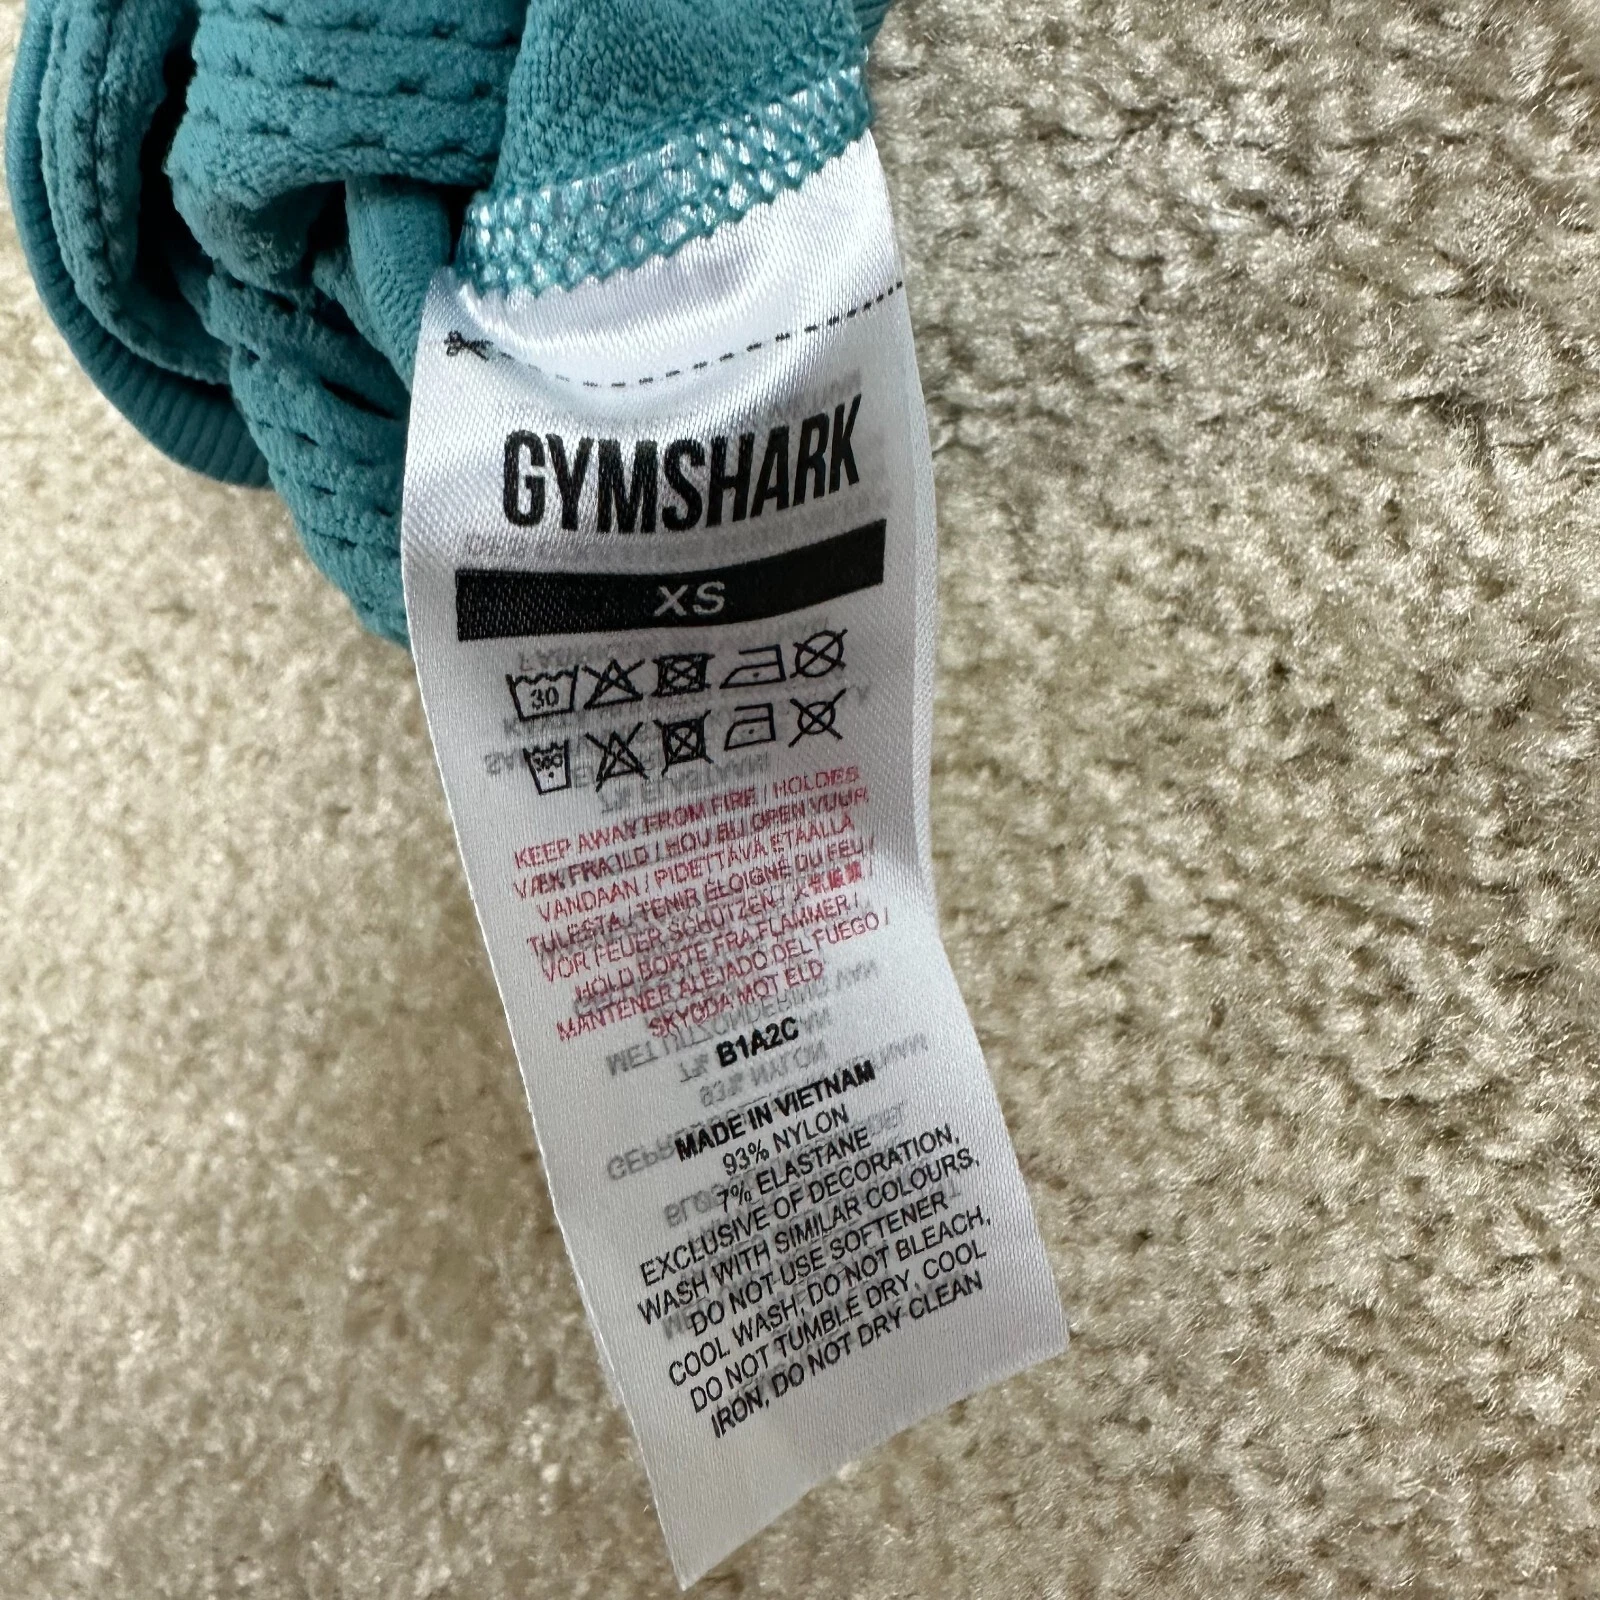 GYMSHARK
XS
30
KEEP AWAY FROM FIRE / HOLDES
VÆK FRA ILD / HOU BIJ OPEN VUUR
VANDAAN / PIDETTÄVÄ ETÄÄLLÄ
TULESTA / TENIR ÉLOIGNÉ DU FEU /
VOR FEUER SCHÜTZEN /
HOLD BORTE FRA FLAMMER /
MANTENER ALEJADO DEL FUEGO /
SKYDDA MOT ELD
B1A2C
MADE IN VIETNAM
93% NYLON
7% ELASTANE
EXCLUSIVE OF DECORATION,
WASH WITH SIMILAR COLOURS,
DO NOT USE SOFTENER
COOL WASH, DO NOT BLEACH,
DO NOT TUMBLE DRY, COOL
IRON, DO NOT DRY CLEAN